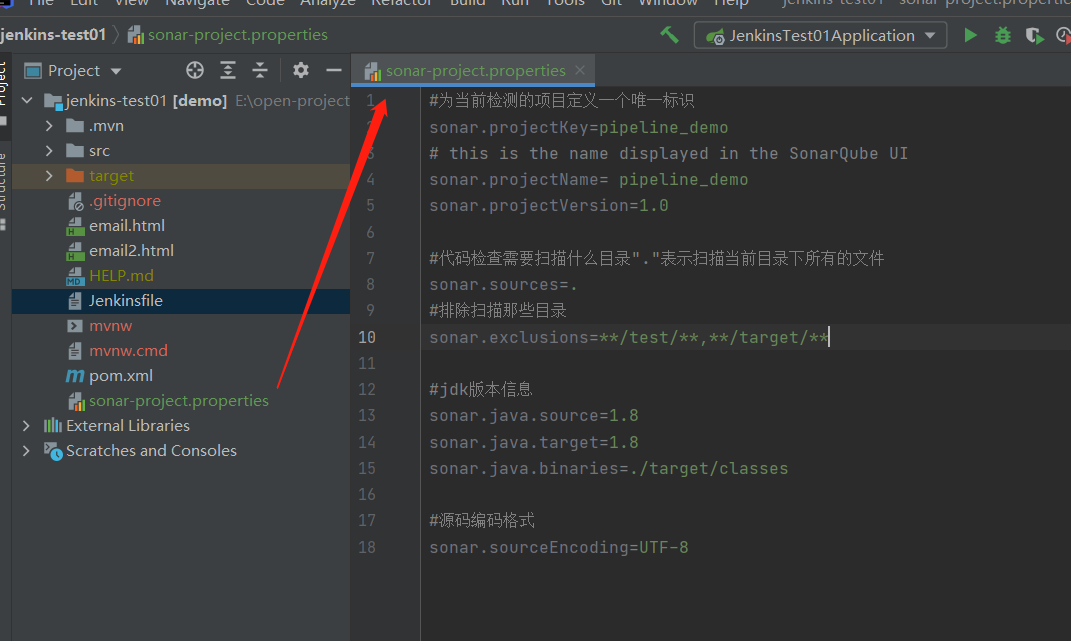 File Edit View Navigate Code Analyze Refactor Build Run Tools Git Window Help jenkins-test01 sonar-project.properties
jenkins-test01 sonar-project.properties JenkinsTest01Application
Project
Structure
Project
jenkins-test01 [demo] E:\open-project
.mvn
src
target
.gitignore
email.html
email2.html
HELP.md
Jenkinsfile
mvnw
mvnw.cmd
pom.xml
sonar-project.properties
External Libraries
Scratches and Consoles
sonar-project.properties
1 #为当前检测的项目定义一个唯一标识
sonar.projectKey=pipeline_demo
3 # this is the name displayed in the SonarQube UI
4 sonar.projectName= pipeline_demo
5 sonar.projectVersion=1.0
6
7 #代码检查需要扫描什么目录"."表示扫描当前目录下所有的文件
8 sonar.sources=.
9 #排除扫描那些目录
10 sonar.exclusions=**/test/**,**/target/**
11
12 #jdk版本信息
13 sonar.java.source=1.8
14 sonar.java.target=1.8
15 sonar.java.binaries=./target/classes
16
17 #源码编码格式
18 sonar.sourceEncoding=UTF-8